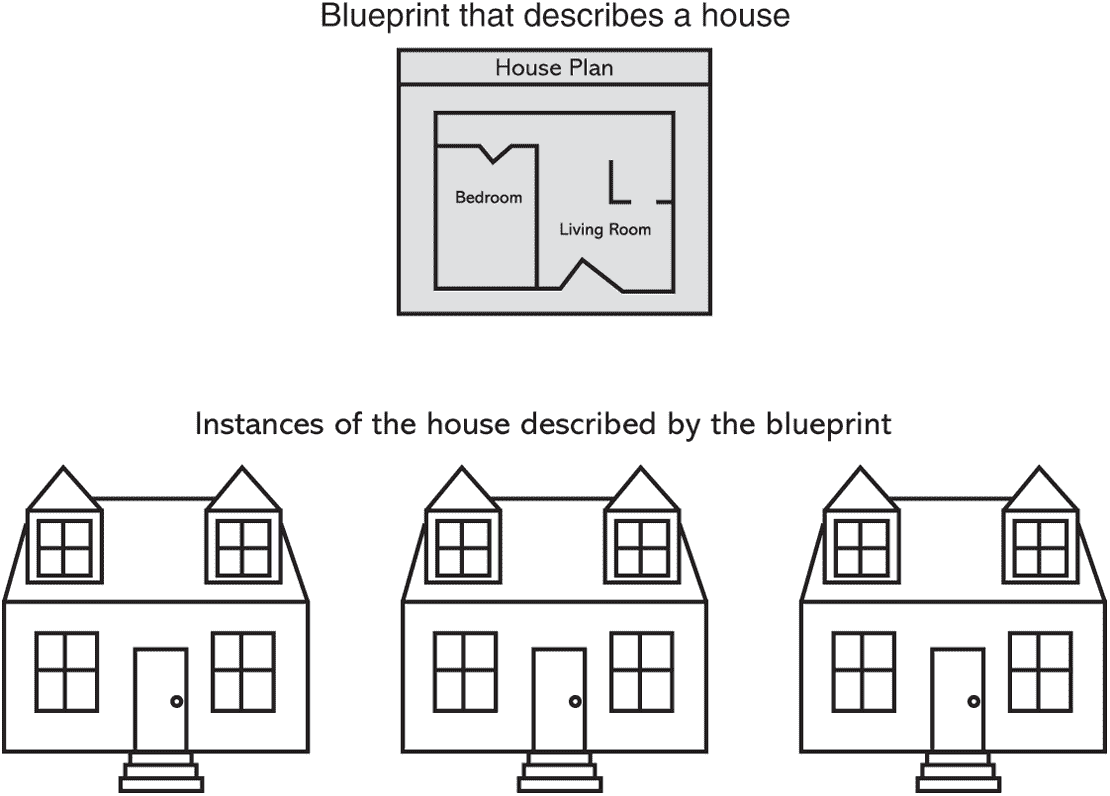 Blueprint that describes a house
House Plan
Bedroom
Living Room
Instances of the house described by the blueprint